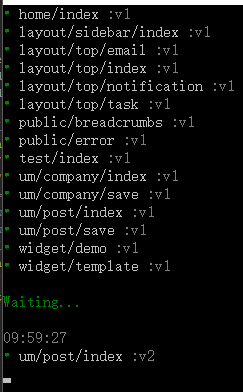 * home/index :v1
* layout/sidebar/index :v1
* layout/top/email :v1
* layout/top/index :v1
* layout/top/notification :v1
* layout/top/task :v1
* public/breadcrumbs :v1
* public/error :v1
* test/index :v1
* um/company/index :v1
* um/company/save :v1
* um/post/index :v1
* um/post/save :v1
* widget/demo :v1
* widget/template :v1
Waiting...
09:59:27
* um/post/index :v2